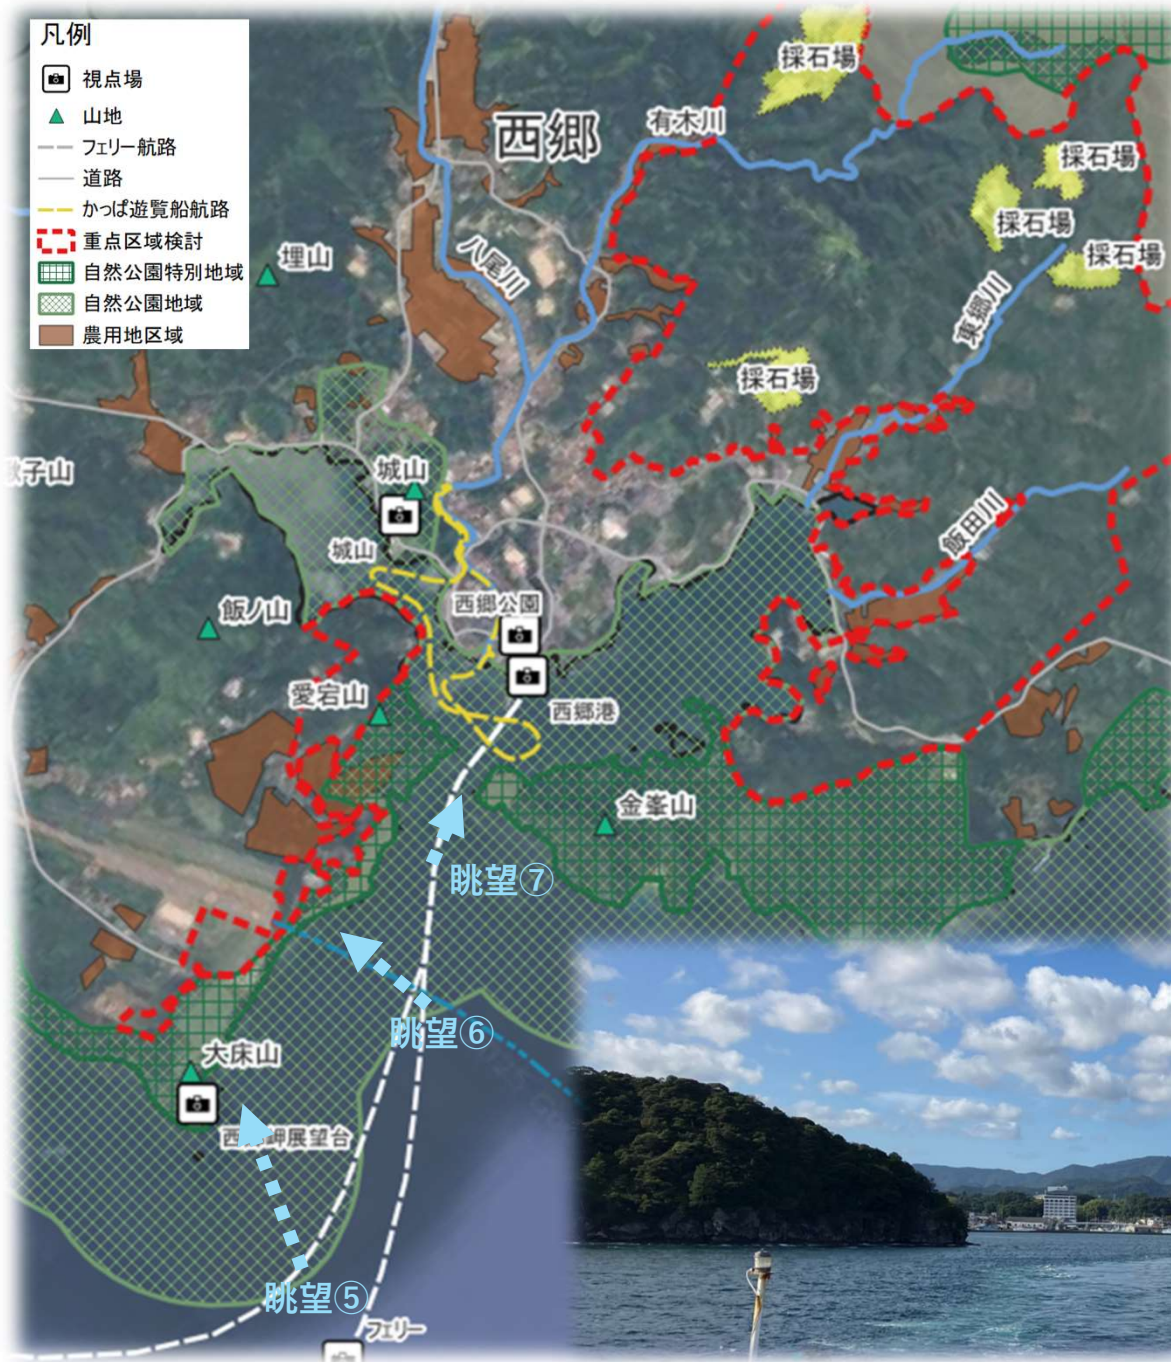 凡例
視点場
山地
フェリー航路
道路
かっぱ遊覧船航路
重点区域検討
自然公園特別地域
自然公園地域
農用地区域
採石場
西郷
有木川
採石場
採石場
埋山
八尾川
採石場
東郷川
採石場
城山
飯田川
城山
西郷公園
飯ノ山
愛宕山
西郷港
金峯山
眺望⑦
眺望⑥
大床山
西郷岬展望台
眺望⑤
フェリー